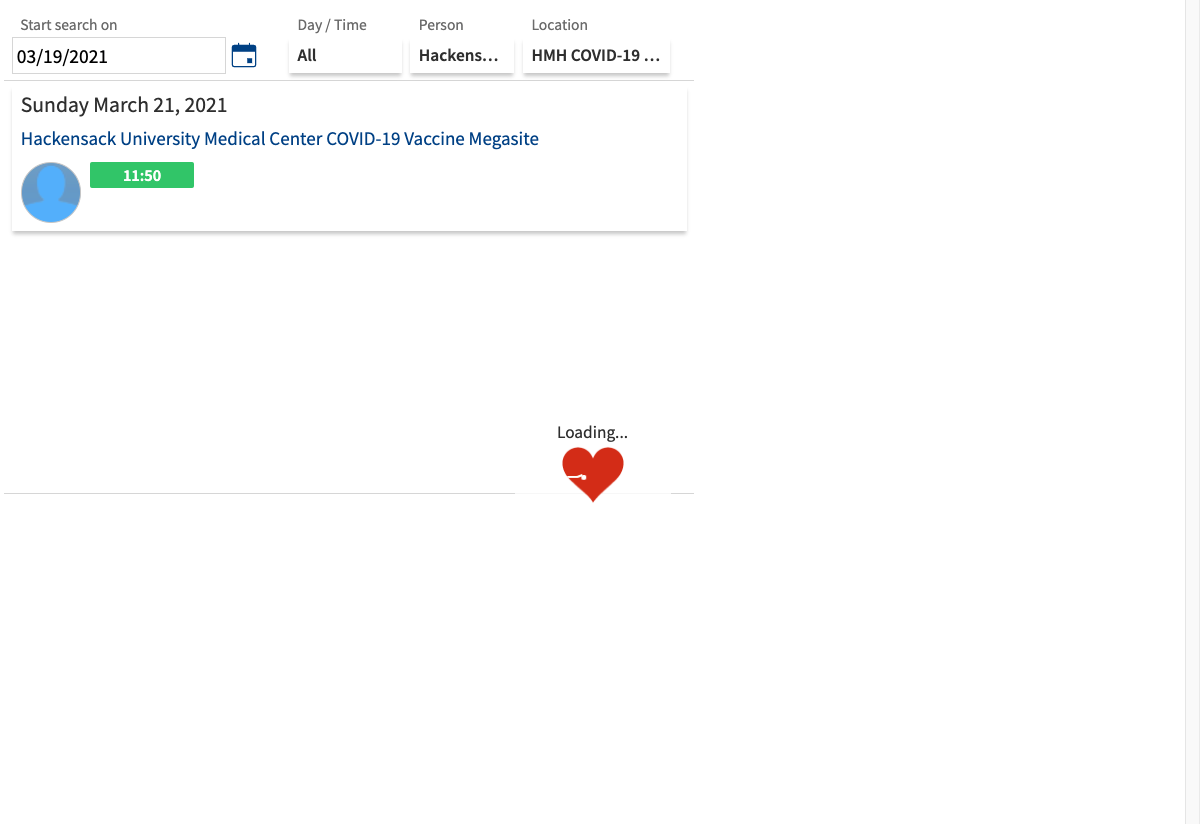 Start search on
Day / Time
Person
Location
03/19/2021
All
Hackens...
HMH COVID-19 ...
Sunday March 21, 2021
Hackensack University Medical Center COVID-19 Vaccine Megasite
11:50
Loading...